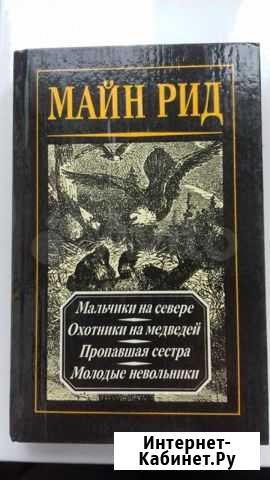 МАЙН РИД
Мальчики на севере
Охотники на медведей
Пропавшая сестра
Молодые невольники
Интернет-
Кабинет.Ру